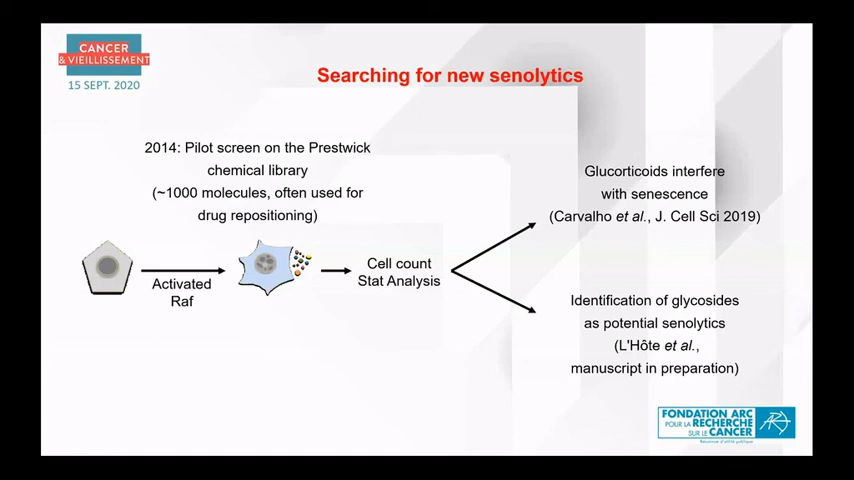 CANCER
& VIEILLISSEMENT
15 SEPT. 2020
Searching for new senolytics
2014: Pilot screen on the Prestwick
chemical library
(~1000 molecules, often used for
drug repositioning)
Activated
Raf
Cell count
Stat Analysis
Glucorticoids interfere
with senescence
(Carvalho et al., J. Cell Sci 2019)
Identification of glycosides
as potential senolytics
(L'Hôte et al.,
manuscript in preparation)
FONDATION ARC
POUR LA RECHERCHE
SUR LE CANCER
Reconnue d'utilité publique